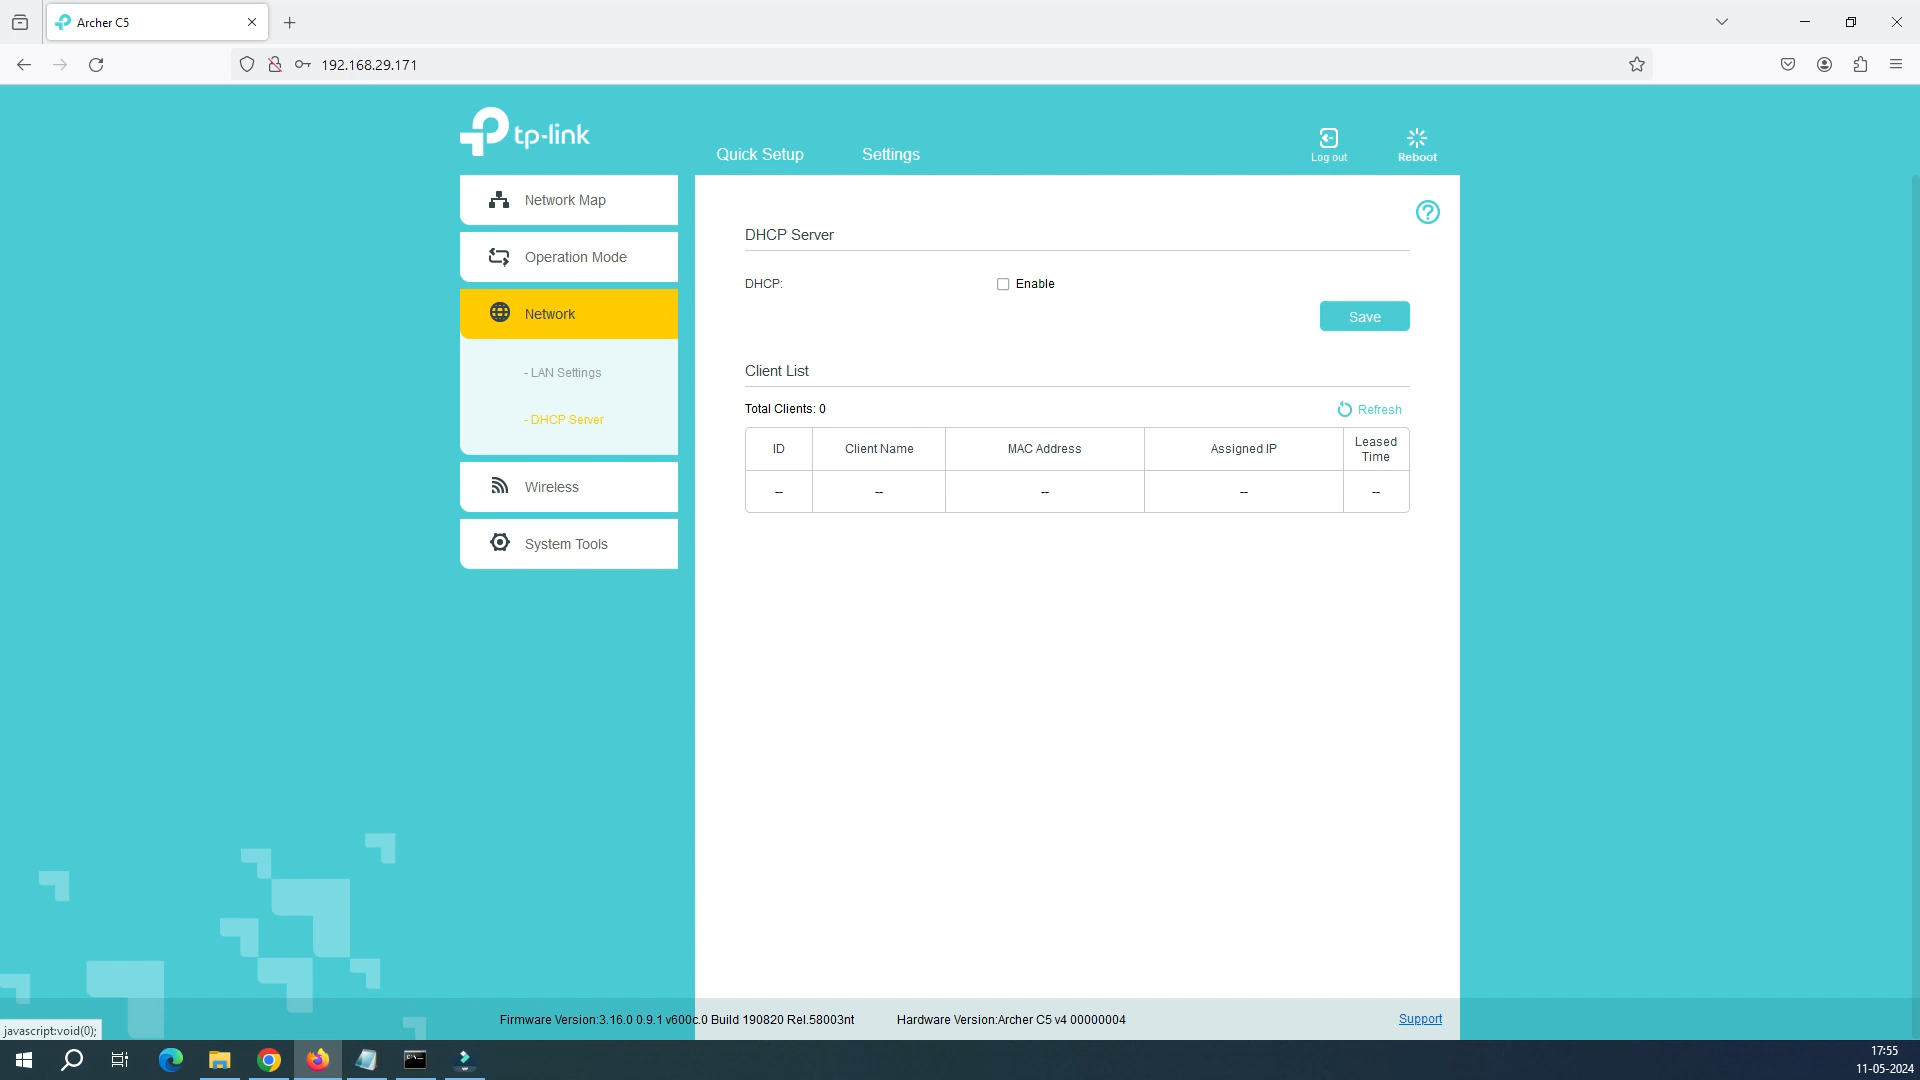 Archer C5
192.168.29.171
tp-link
Quick Setup
Settings
Log out
Reboot
Network Map
Operation Mode
Network
- LAN Settings
- DHCP Server
Wireless
System Tools
DHCP Server
DHCP:
Enable
Save
Client List
Total Clients: 0
Refresh
ID
Client Name
MAC Address
Assigned IP
Leased
Time
--
--
--
--
--
Firmware Version:3.16.0 0.9.1 v600c.0 Build 190820 Rel.58003nt
Hardware Version:Archer C5 v4 00000004
Support
javascript:void(0);
17:55
11-05-2024